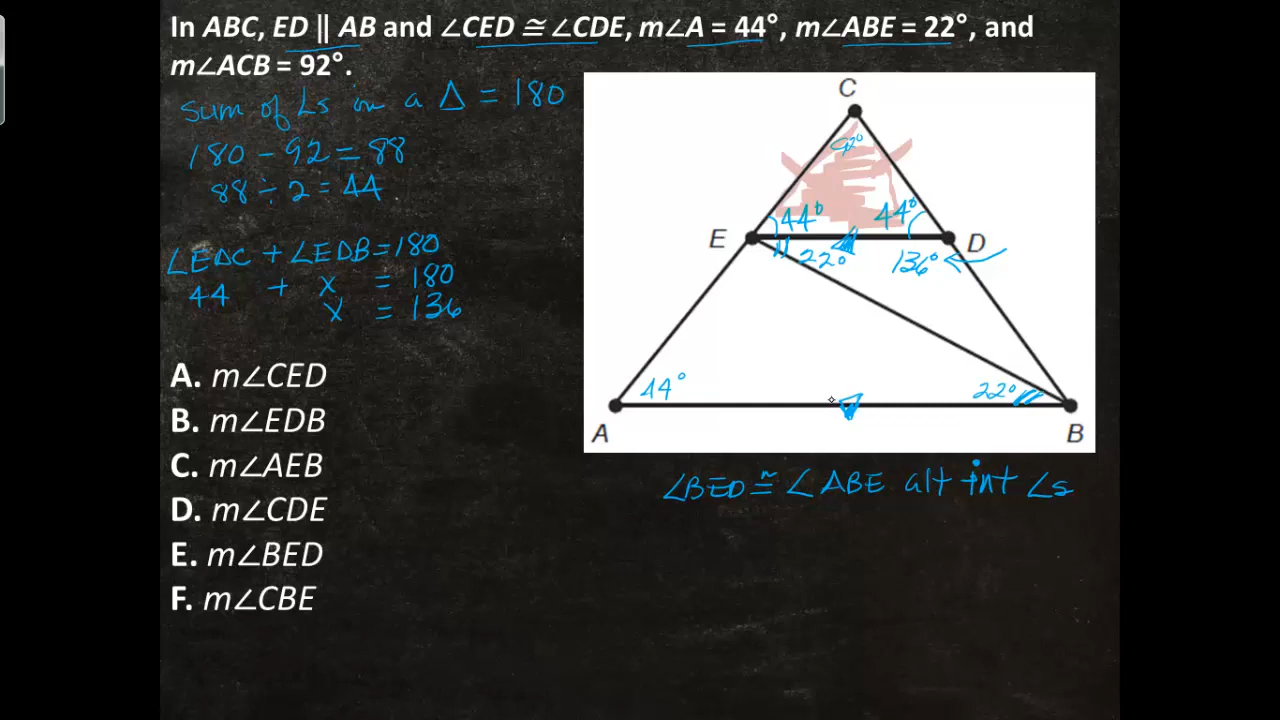 In ABC, ED ∥ AB and ∠CED ≅ ∠CDE, m∠A = 44°, m∠ABE = 22°, and
m∠ACB = 92°.
Sum of ∠s in a Δ = 180
180 - 92 = 88
88 ÷ 2 = 44
∠EDC + ∠EDB = 180
44 + x = 180
x = 136
A. m∠CED
B. m∠EDB
C. m∠AEB
D. m∠CDE
E. m∠BED
F. m∠CBE
C
92°
44° 44°
E D
22° 136°
44° 22°
A B
∠BED ≅ ∠ABE alt int ∠s